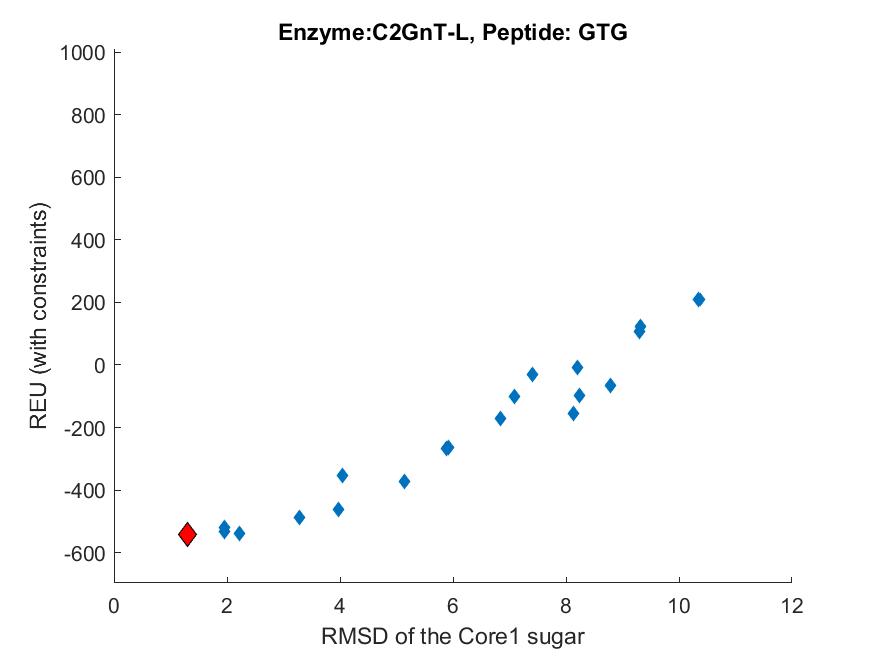 Enzyme:C2GnT-L, Peptide: GTG
1000
800
600
400
200
0
-200
-400
-600
REU (with constraints)
0 2 4 6 8 10 12
RMSD of the Core1 sugar